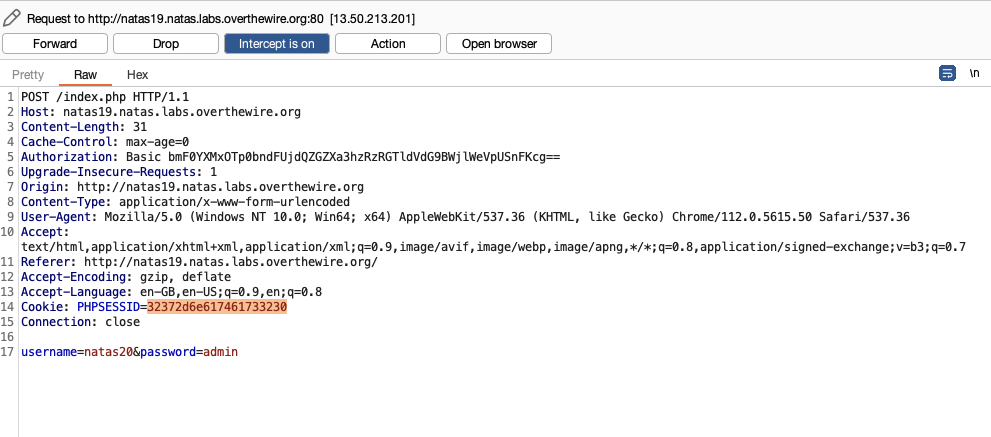 Request to http://natas19.natas.labs.overthewire.org:80 [13.50.213.201]
Forward Drop Intercept is on Action Open browser
Pretty Raw Hex \n
1 POST /index.php HTTP/1.1
2 Host: natas19.natas.labs.overthewire.org
3 Content-Length: 31
4 Cache-Control: max-age=0
5 Authorization: Basic bmF0YXMxOTp0bndFUjdQZGZXa3hzRzRGTldVdG9BWjlWeVpUSnFKcg==
6 Upgrade-Insecure-Requests: 1
7 Origin: http://natas19.natas.labs.overthewire.org
8 Content-Type: application/x-www-form-urlencoded
9 User-Agent: Mozilla/5.0 (Windows NT 10.0; Win64; x64) AppleWebKit/537.36 (KHTML, like Gecko) Chrome/112.0.5615.50 Safari/537.36
10 Accept:
text/html,application/xhtml+xml,application/xml;q=0.9,image/avif,image/webp,image/apng,*/*;q=0.8,application/signed-exchange;v=b3;q=0.7
11 Referer: http://natas19.natas.labs.overthewire.org/
12 Accept-Encoding: gzip, deflate
13 Accept-Language: en-GB,en-US;q=0.9,en;q=0.8
14 Cookie: PHPSESSID=32372d6e617461733230
15 Connection: close
16
17 username=natas20&password=admin